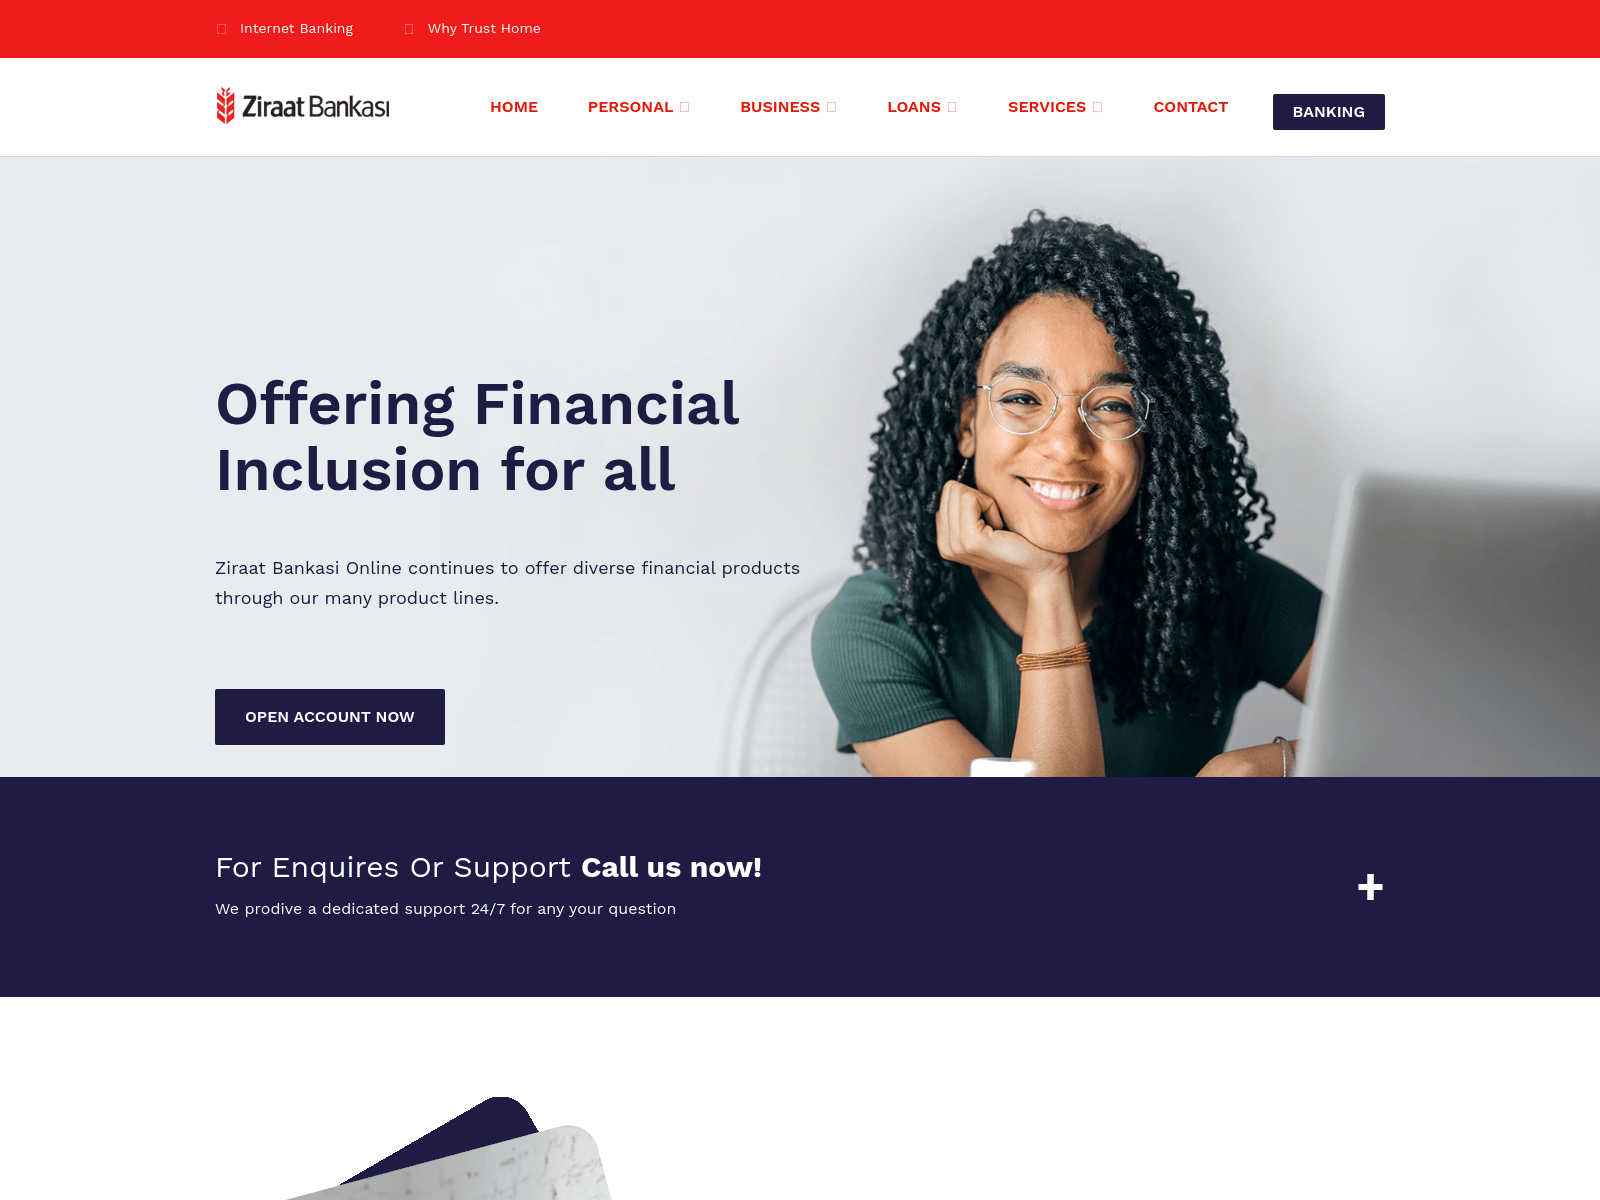 Internet Banking
Why Trust Home
Ziraat Bankası
HOME
PERSONAL
BUSINESS
LOANS
SERVICES
CONTACT
BANKING
Offering Financial
Inclusion for all
Ziraat Bankasi Online continues to offer diverse financial products
through our many product lines.
OPEN ACCOUNT NOW
For Enquires Or Support Call us now!
We prodive a dedicated support 24/7 for any your question
+